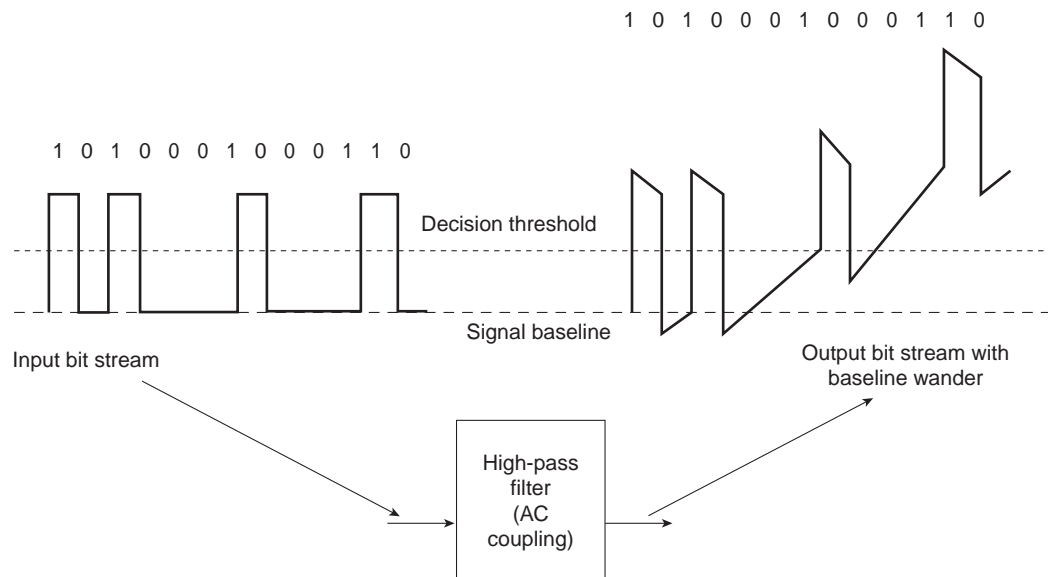 1 0 1 0 0 0 1 0 0 0 1 1 0
1 0 1 0 0 0 1 0 0 0 1 1 0
Decision threshold
Signal baseline
Input bit stream
Output bit stream with
baseline wander
High-pass
filter
(AC
coupling)